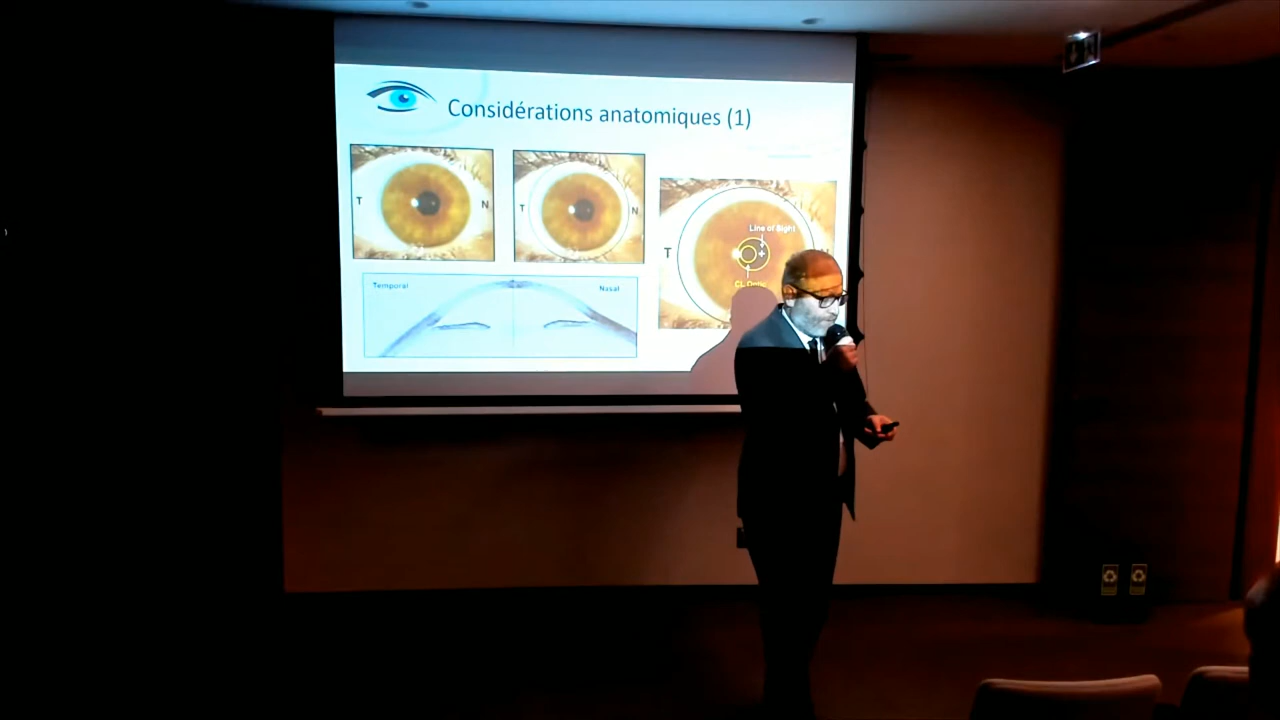 Considérations anatomiques (1)
T
N
T
N
T
Line of Sight
CL Optic
Temporal
Nasal